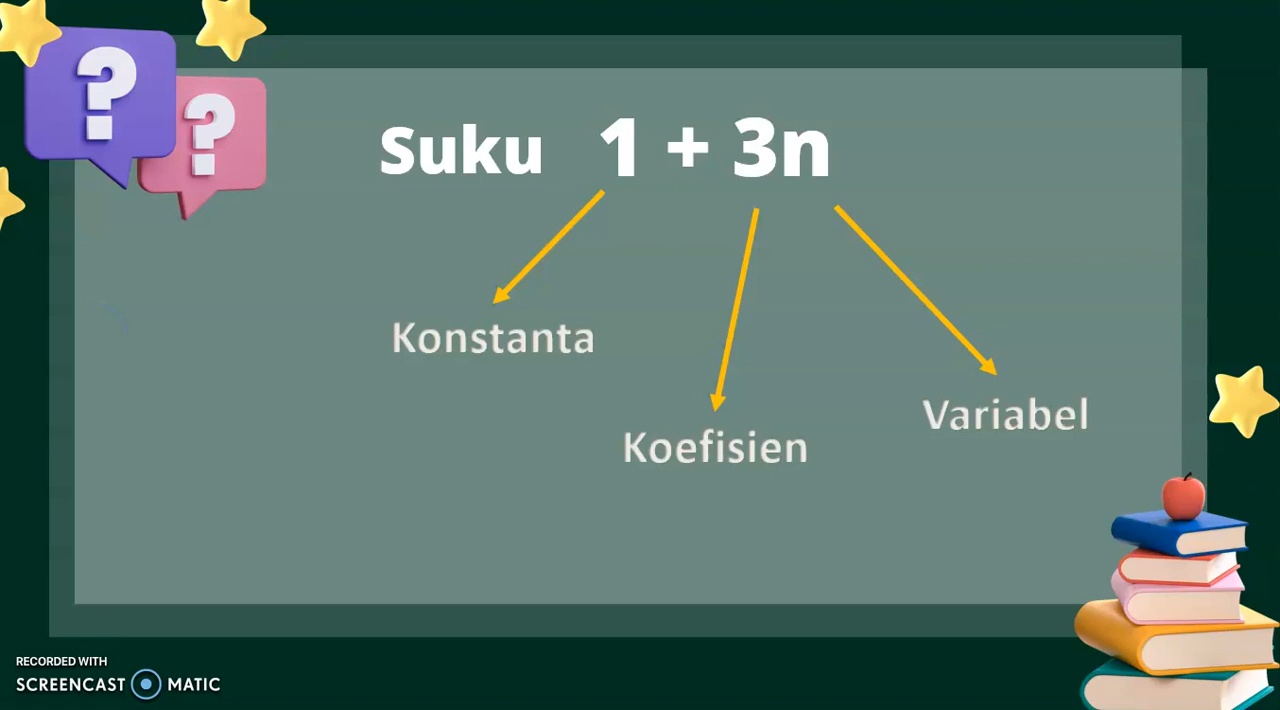 ?
?
Suku 1 + 3n
Konstanta
Variabel
Koefisien
RECORDED WITH
SCREENCAST MATIC